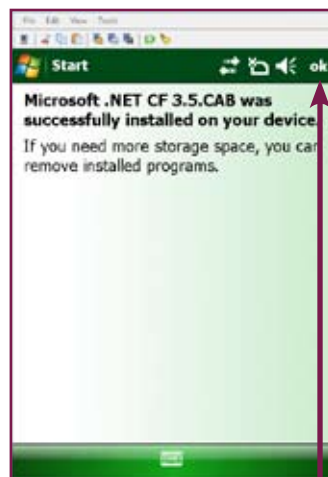 File Edit View Tools
Start ok
Microsoft .NET CF 3.5.CAB was
successfully installed on your device.
If you need more storage space, you can
remove installed programs.